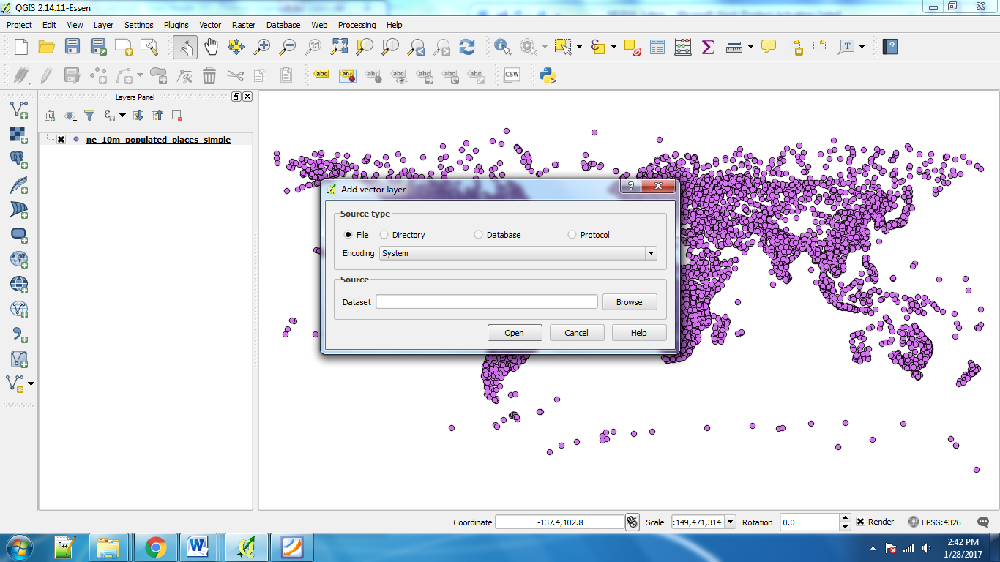 QGIS 2.14.11-Essen
Project Edit View Layer Settings Plugins Vector Raster Database Web Processing Help
1:1
T
?
abc abc abc abc abc abc abc CSW
Layers Panel
ne_10m_populated_places_simple
Add vector layer
?
Source type
File Directory Database Protocol
Encoding System
Source
Dataset Browse
Open Cancel Help
Coordinate -137.4,102.8 Scale :149,471,314 Rotation 0.0 Render EPSG:4326
2:42 PM
1/28/2017